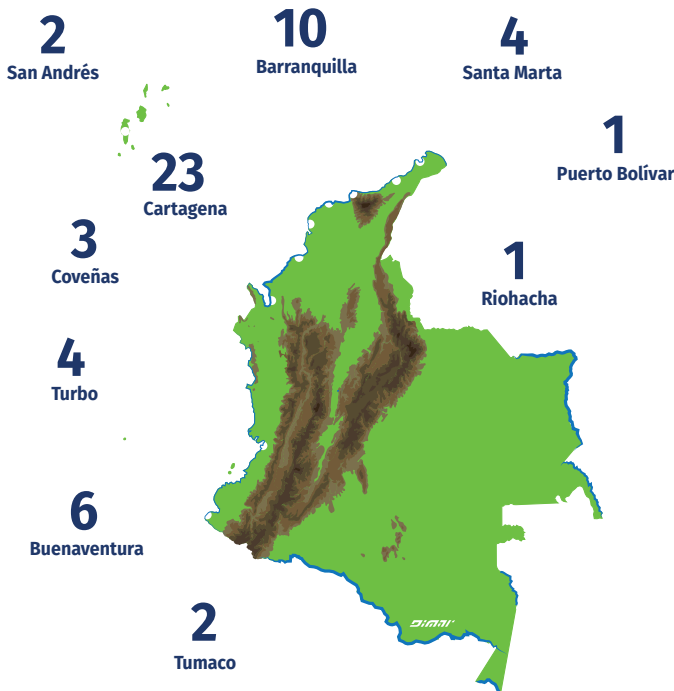 2
San Andrés
10
Barranquilla
4
Santa Marta
1
Puerto Bolívar
23
Cartagena
3
Coveñas
1
Riohacha
4
Turbo
6
Buenaventura
2
Tumaco
Dimar